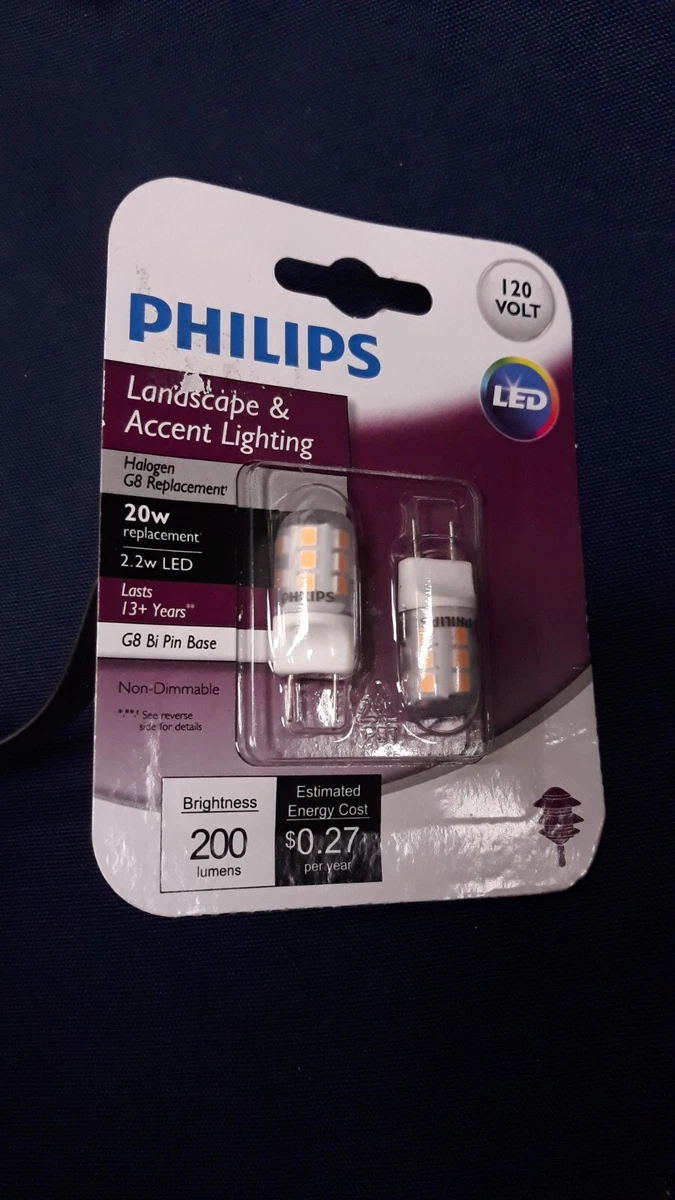 120
VOLT
PHILIPS
LED
Landscape &
Accent Lighting
Halogen
G8 Replacement†
20w
replacement*
2.2w LED
Lasts
13+ Years**
G8 Bi Pin Base
Non-Dimmable
*,**,† See reverse
side for details
PHILIPS
PHILIPS
Brightness
200
lumens
Estimated
Energy Cost
$0.27
per year